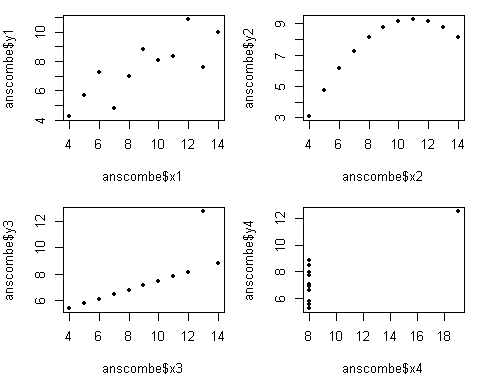 anscombe$y1
4 6 8 10
4 6 8 10 12 14
anscombe$x1
anscombe$y2
3 5 7 9
4 6 8 10 12 14
anscombe$x2
anscombe$y3
6 8 10 12
4 6 8 10 12 14
anscombe$x3
anscombe$y4
6 8 10 12
8 10 12 14 16 18
anscombe$x4